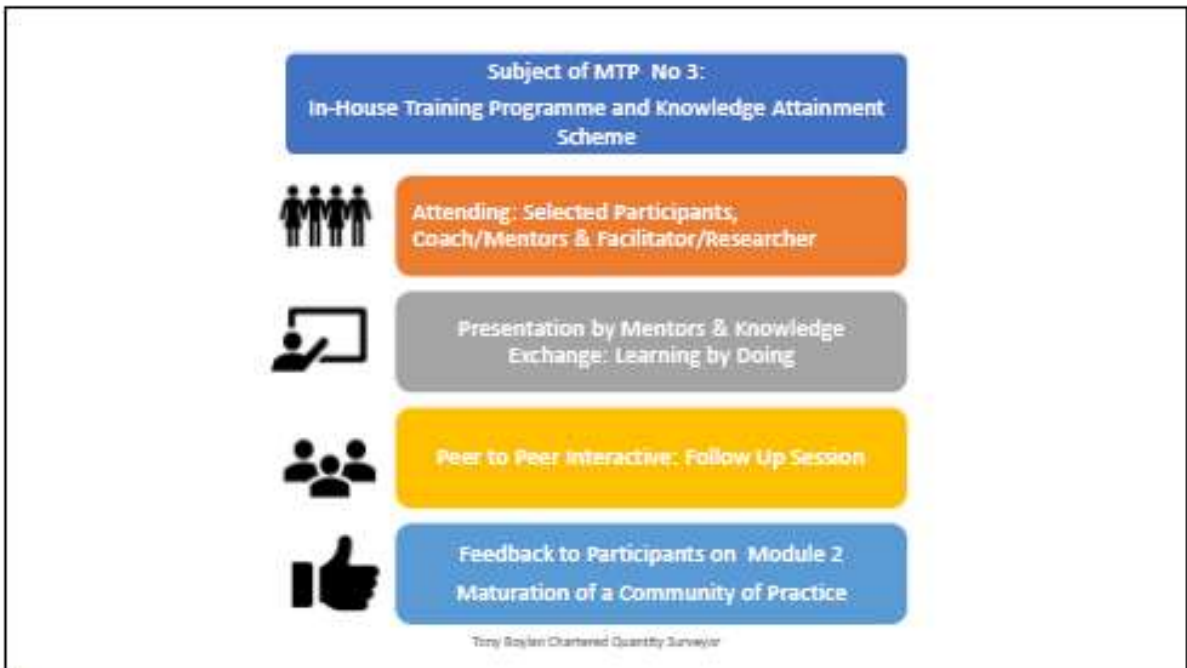 Subject of MTP No 3:
In-House Training Programme and Knowledge Attainment
Scheme
Attending: Selected Participants,
Coach/Mentors & Facilitator/Researcher
Presentation by Mentors & Knowledge
Exchange: Learning by Doing
Peer to Peer Interactive: Follow Up Session
Feedback to Participants on Module 2
Maturation of a Community of Practice
Tony Boylan Chartered Quantity Surveyor